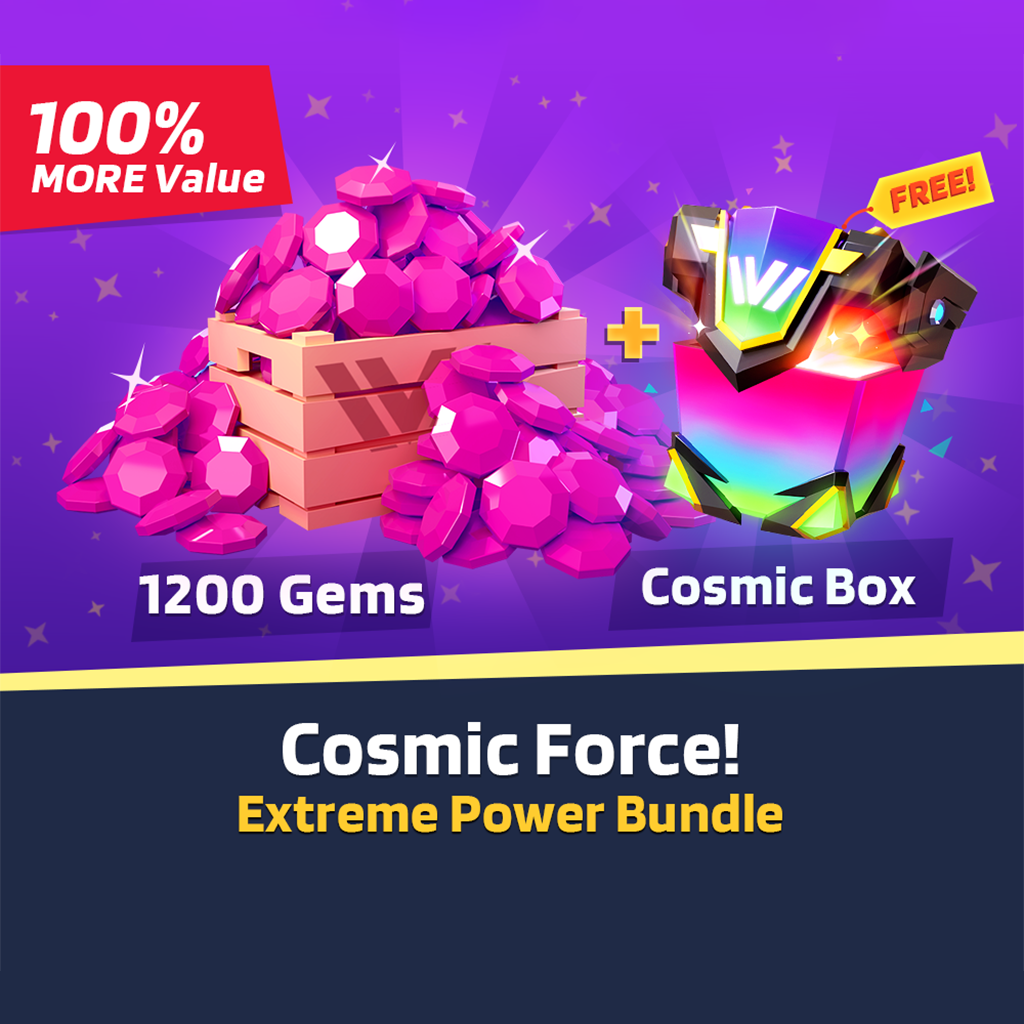 100%
MORE Value
FREE!
+
1200 Gems
Cosmic Box
Cosmic Force!
Extreme Power Bundle